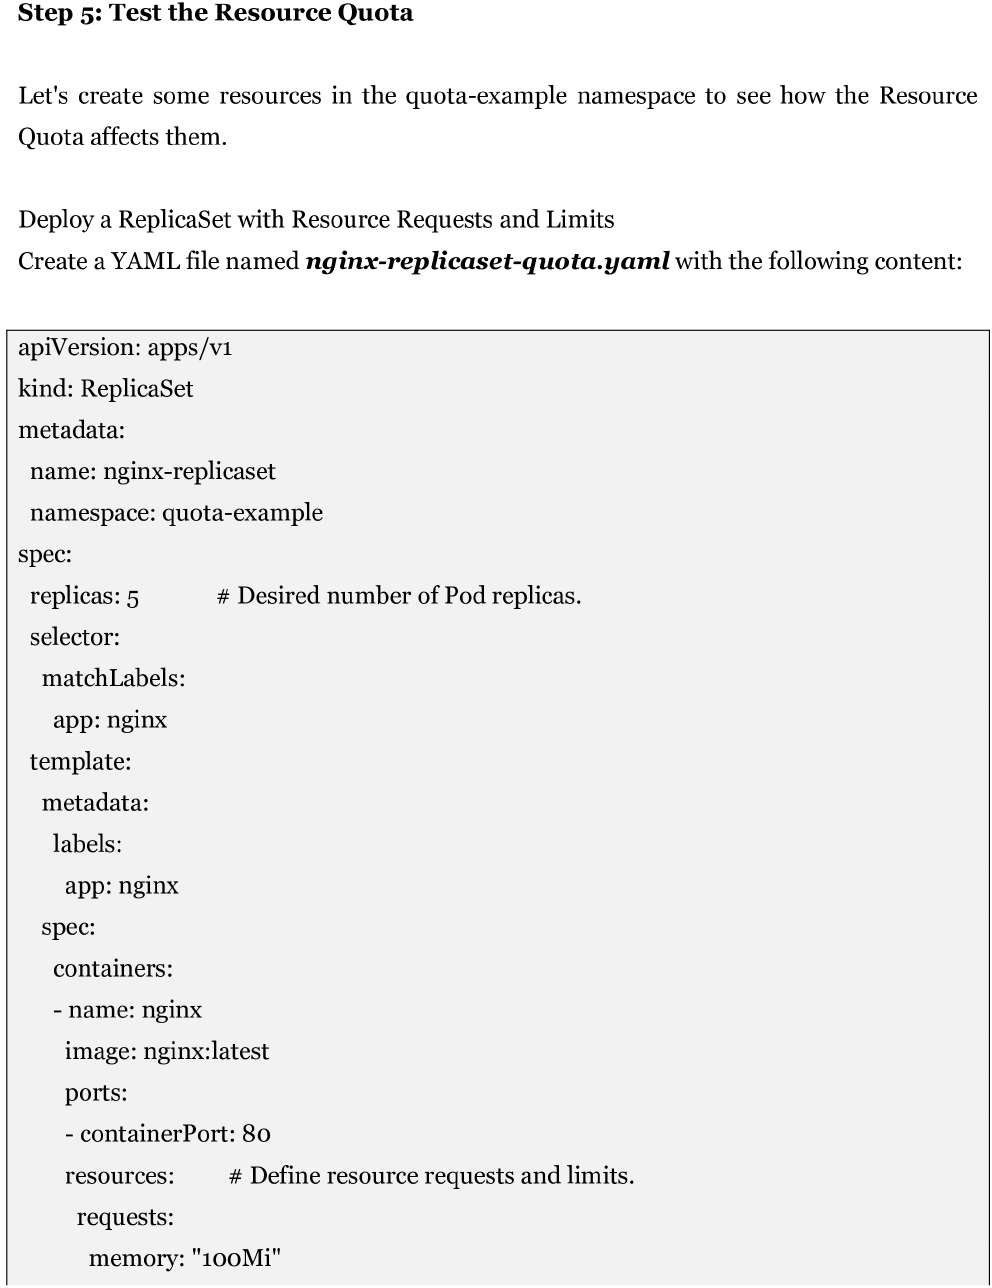 Step 5: Test the Resource Quota
Let's create some resources in the quota-example namespace to see how the Resource
Quota affects them.
Deploy a ReplicaSet with Resource Requests and Limits
Create a YAML file named nginx-replicaset-quota.yaml with the following content:
apiVersion: apps/v1
kind: ReplicaSet
metadata:
  name: nginx-replicaset
  namespace: quota-example
spec:
  replicas: 5             # Desired number of Pod replicas.
  selector:
    matchLabels:
      app: nginx
  template:
    metadata:
      labels:
        app: nginx
    spec:
      containers:
      - name: nginx
        image: nginx:latest
        ports:
        - containerPort: 80
        resources:         # Define resource requests and limits.
          requests:
            memory: "100Mi"